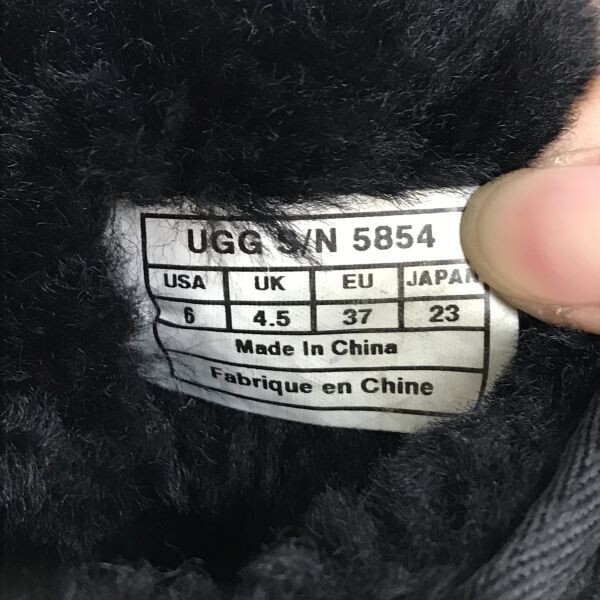 UGG S/N 5854
USA UK EU JAPAN
6 4.5 37 23
Made In China
Fabrique en Chine